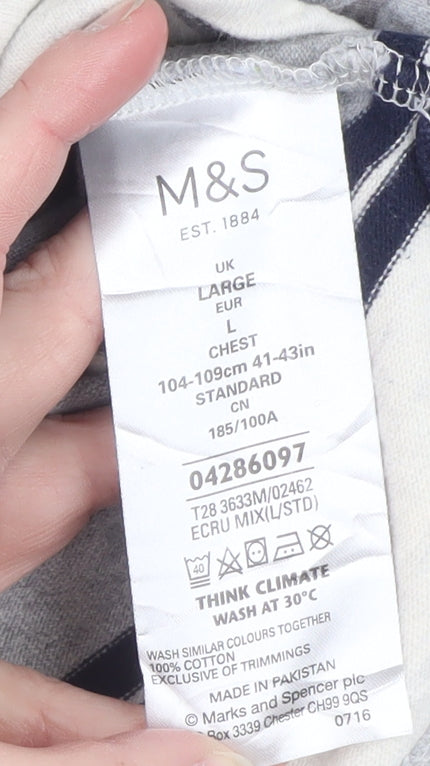 M&S
EST. 1884
UK
LARGE
EUR
L
CHEST
104-109cm 41-43in
STANDARD
CN
185/100A
04286097
T28 3633M/02462
ECRU MIX(L/STD)
40
THINK CLIMATE
WASH AT 30°C
WASH SIMILAR COLOURS TOGETHER
100% COTTON
EXCLUSIVE OF TRIMMINGS
MADE IN PAKISTAN
© Marks and Spencer plc
Box 3339 Chester CH99 9QS
0716